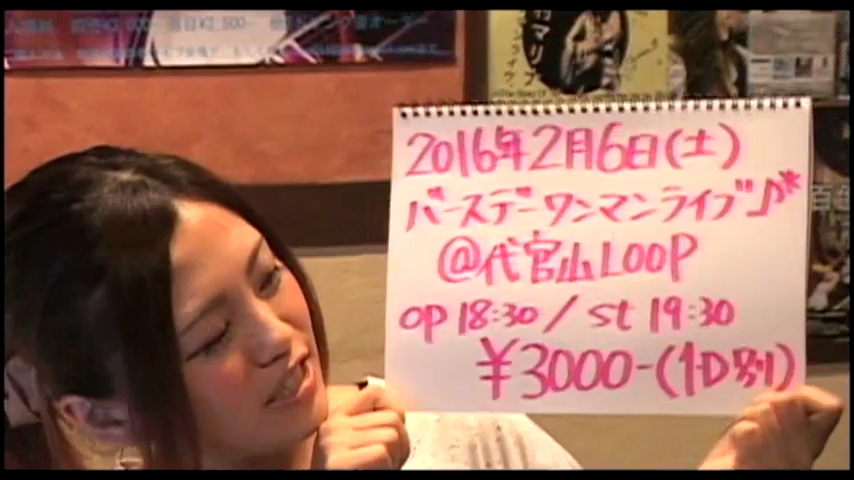 2016年2月6日(土)
バースデーワンマンライブ♪*
@代官山LOOP
op 18:30 / st 19:30
¥3000-(1D別)